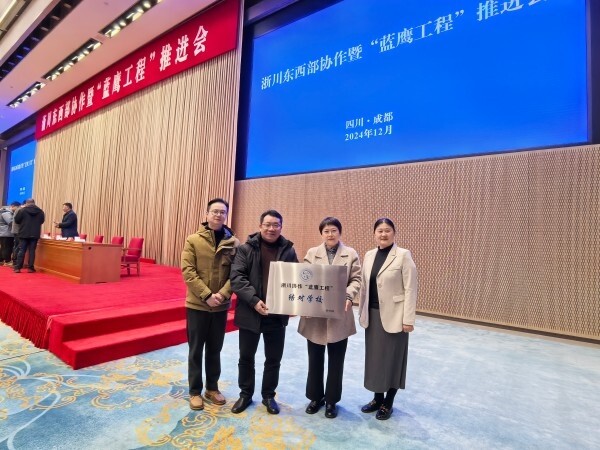 浙川东西部协作暨“蓝鹰工程”推进会
浙川东西部协作暨“蓝鹰工程”推进会
四川·成都
2024年12月
浙川协作“蓝鹰工程”
结对学校